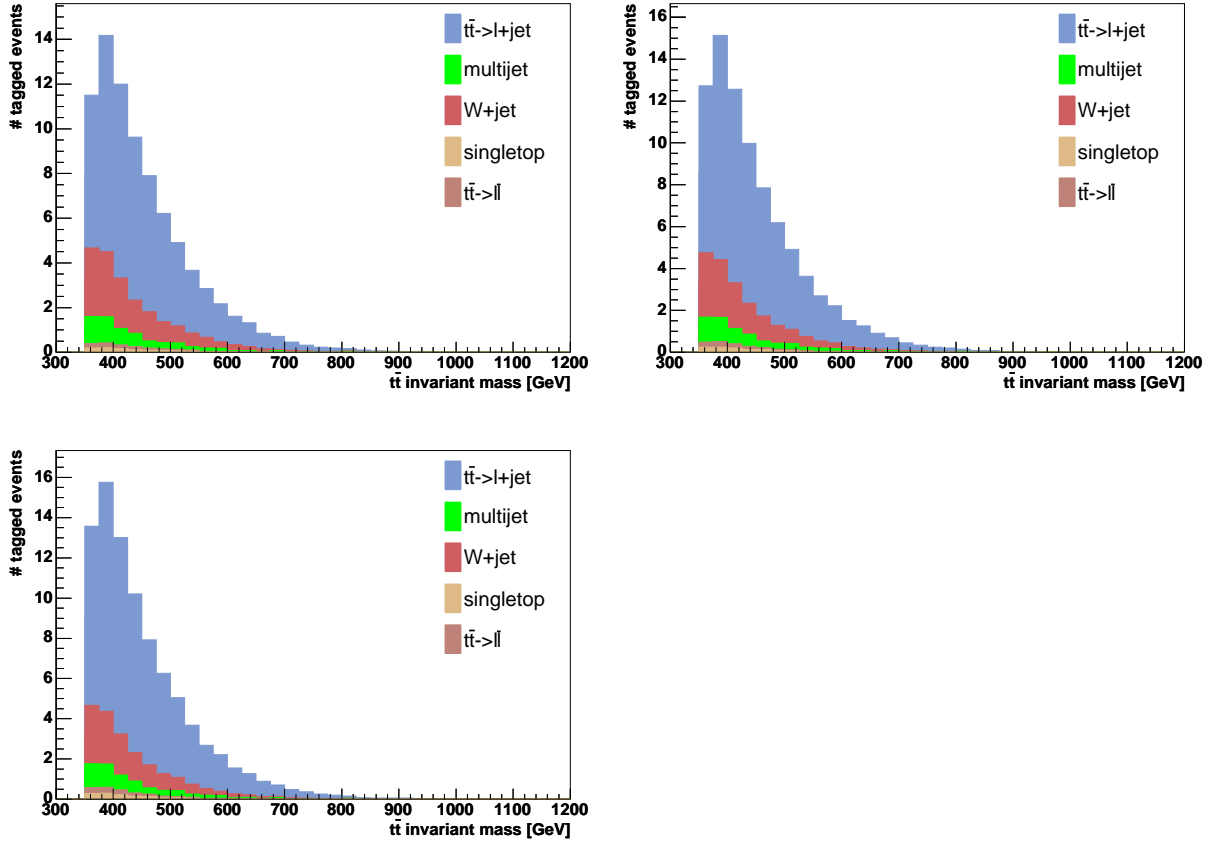 # tagged events
14
12
10
8
6
4
2
0
300 400 500 600 700 800 900 1000 1100 1200
tt̄ invariant mass [GeV]
tt̄->l+jet
multijet
W+jet
singletop
tt̄->ll̄
# tagged events
16
14
12
10
8
6
4
2
0
300 400 500 600 700 800 900 1000 1100 1200
tt̄ invariant mass [GeV]
tt̄->l+jet
multijet
W+jet
singletop
tt̄->ll̄
# tagged events
16
14
12
10
8
6
4
2
0
300 400 500 600 700 800 900 1000 1100 1200
tt̄ invariant mass [GeV]
tt̄->l+jet
multijet
W+jet
singletop
tt̄->ll̄